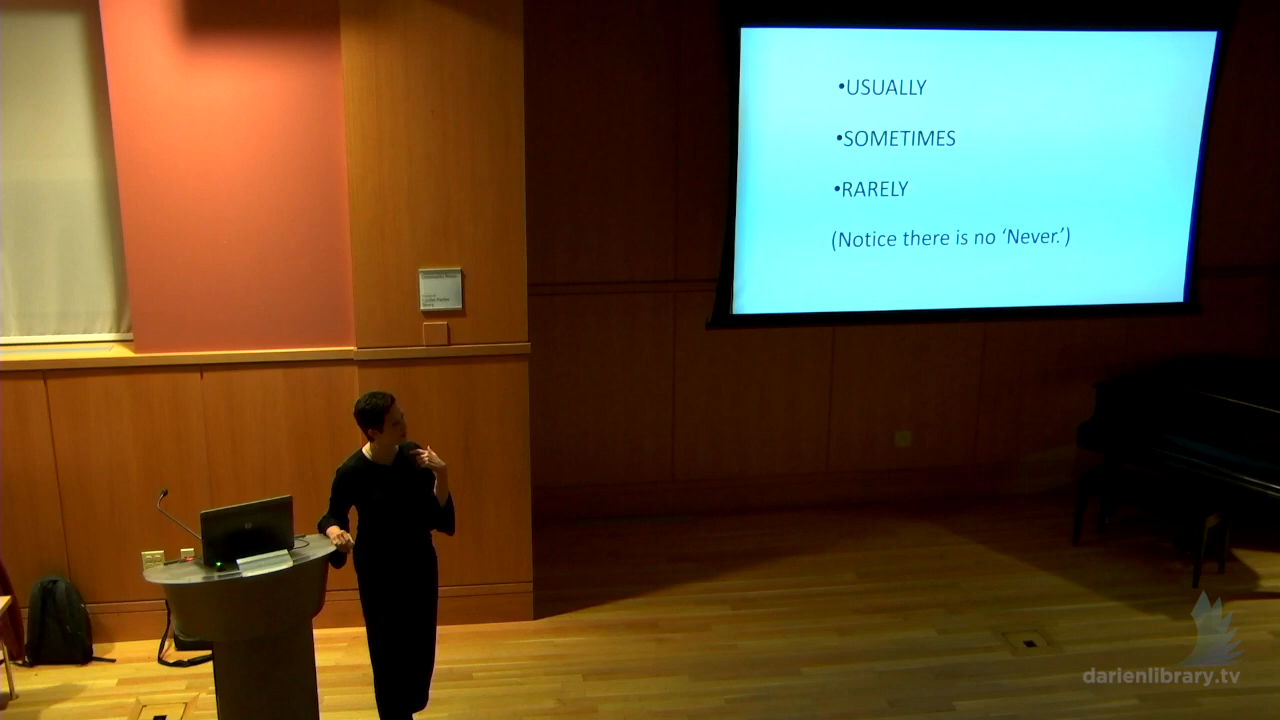 •USUALLY
•SOMETIMES
•RARELY
(Notice there is no ‘Never.’)
darienlibrary.tv